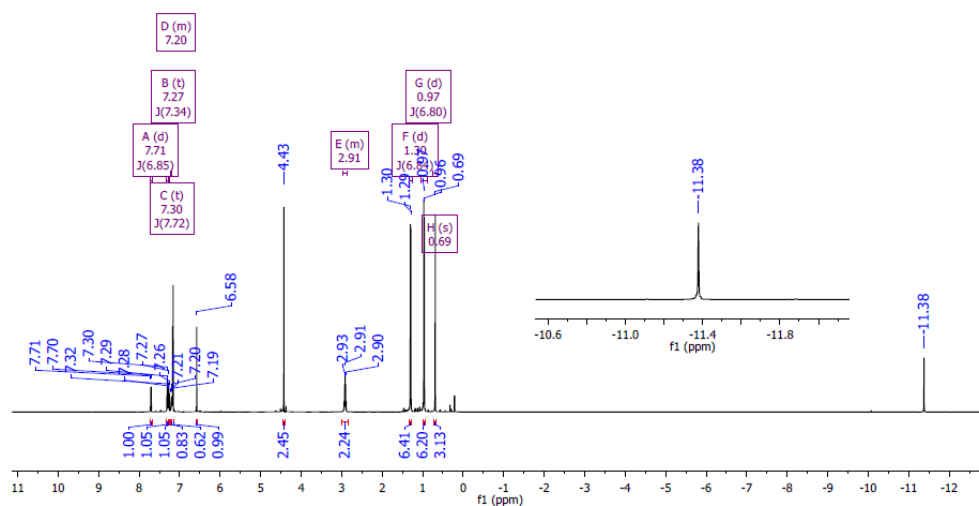 D (m)
7.20
B (t)
7.27
J(7.34)
A (d)
7.71
J(6.85)
C (t)
7.30
J(7.72)
E (m)
2.91
G (d)
0.97
J(6.80)
F (d)
1.30
H (s)
0.69
7.71
7.70
7.32
7.30
7.29
7.28
7.27
7.26
7.21
7.20
7.19
6.58
4.43
2.93
2.91
2.90
1.30
1.29
0.97
0.96
0.69
-11.38
-11.38
-10.6 -11.0 -11.4 -11.8
f1 (ppm)
1.00
1.05
1.05
0.83
0.62
0.99
2.45
2.24
6.41
6.20
3.13
11 10 9 8 7 6 5 4 3 2 1 0 -1 -2 -3 -4 -5 -6 -7 -8 -9 -10 -11 -12
f1 (ppm)